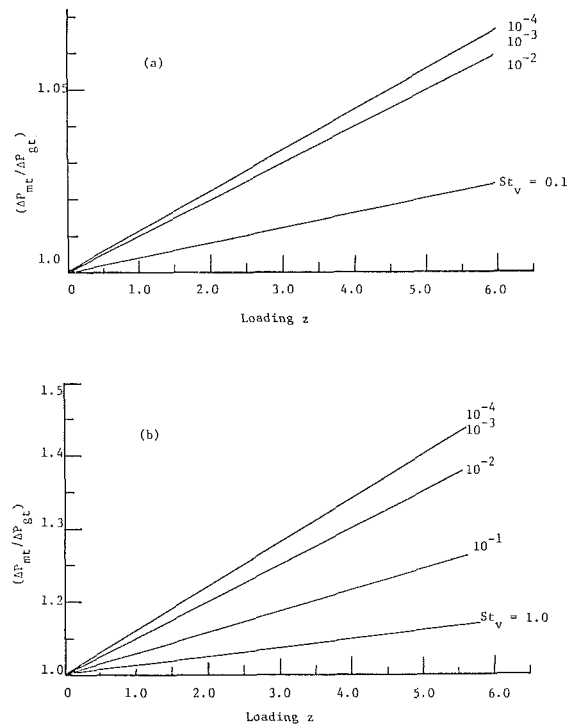 (a)
10⁻⁴
10⁻³
10⁻²
1.05
(ΔP_mt/ΔP_gt)
St_v = 0.1
1.0
0 1.0 2.0 3.0 4.0 5.0 6.0
Loading z
1.5
(b)
10⁻⁴
10⁻³
1.4
10⁻²
(ΔP_mt/ΔP_gt)
1.3
10⁻¹
1.2
St_v = 1.0
1.0
0 1.0 2.0 3.0 4.0 5.0 6.0
Loading z